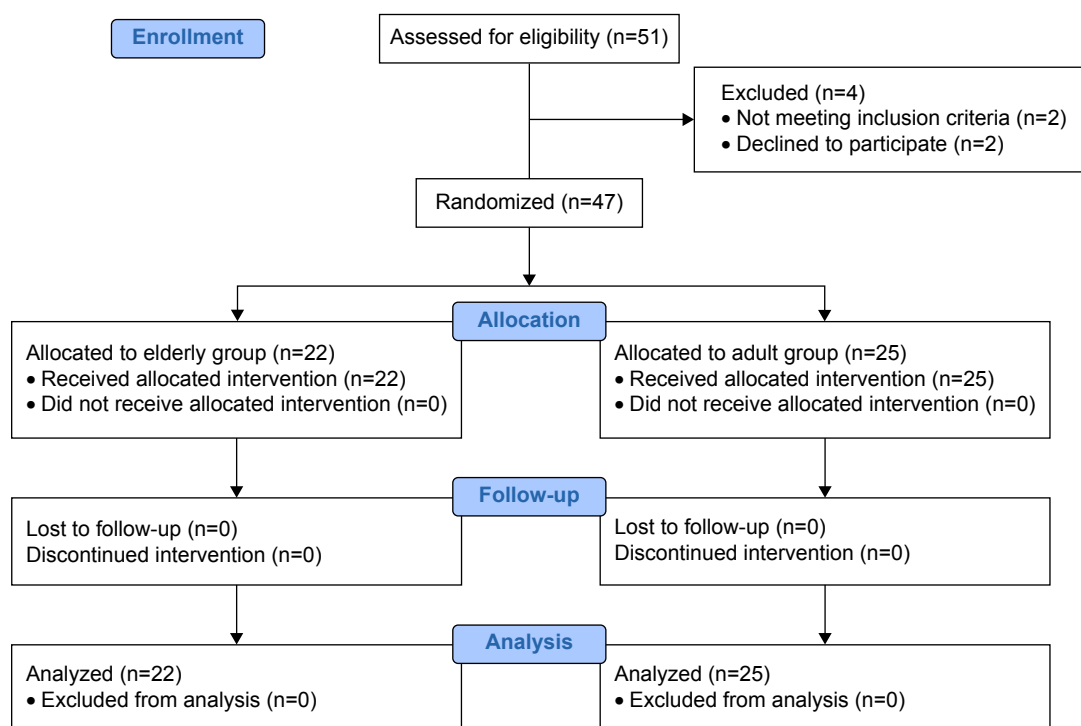 Enrollment
Assessed for eligibility (n=51)
Excluded (n=4)
• Not meeting inclusion criteria (n=2)
• Declined to participate (n=2)
Randomized (n=47)
Allocation
Allocated to elderly group (n=22)
• Received allocated intervention (n=22)
• Did not receive allocated intervention (n=0)
Allocated to adult group (n=25)
• Received allocated intervention (n=25)
• Did not receive allocated intervention (n=0)
Follow-up
Lost to follow-up (n=0)
Discontinued intervention (n=0)
Lost to follow-up (n=0)
Discontinued intervention (n=0)
Analysis
Analyzed (n=22)
• Excluded from analysis (n=0)
Analyzed (n=25)
• Excluded from analysis (n=0)